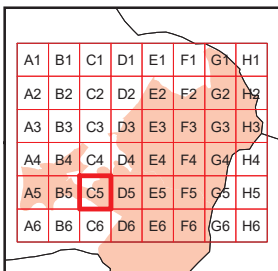 A1 B1 C1 D1 E1 F1 G1 H1
A2 B2 C2 D2 E2 F2 G2 H2
A3 B3 C3 D3 E3 F3 G3 H3
A4 B4 C4 D4 E4 F4 G4 H4
A5 B5 C5 D5 E5 F5 G5 H5
A6 B6 C6 D6 E6 F6 G6 H6